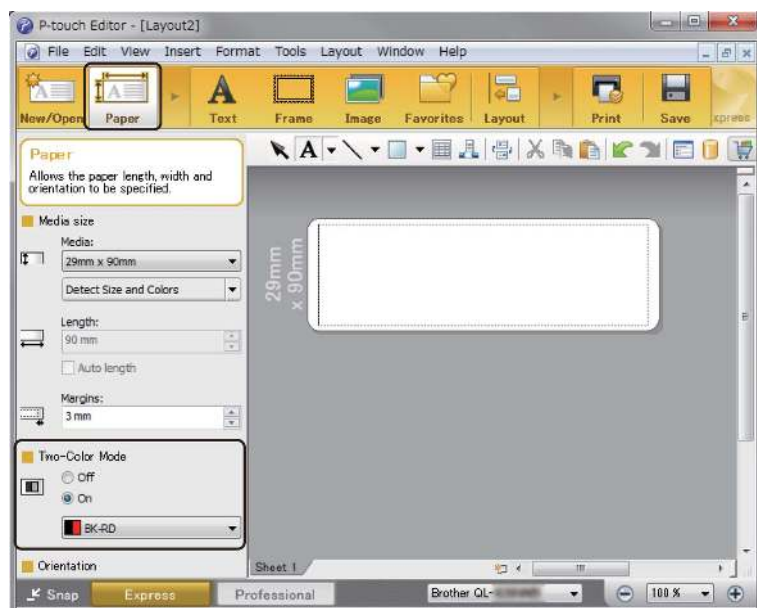 P-touch Editor - [Layout2]
File Edit View Insert Format Tools Layout Window Help
New/Open Paper Text Frame Image Favorites Layout Print Save
A
Paper
Allows the paper length, width and
orientation to be specified.
Media size
Media:
29mm x 90mm
Detect Size and Colors
Length:
90 mm
Auto length
Margins:
3 mm
Two-Color Mode
Off
On
BK-RD
Orientation
29mm
x 90mm
Sheet 1
Snap Express Professional Brother QL- 100 %